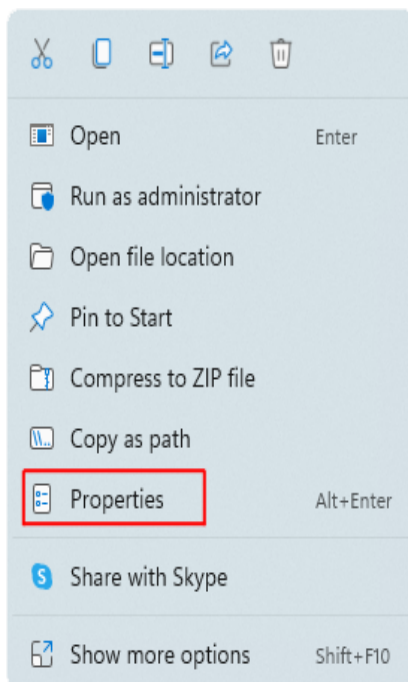 Open Enter
Run as administrator
Open file location
Pin to Start
Compress to ZIP file
Copy as path
Properties Alt+Enter
Share with Skype
Show more options Shift+F10